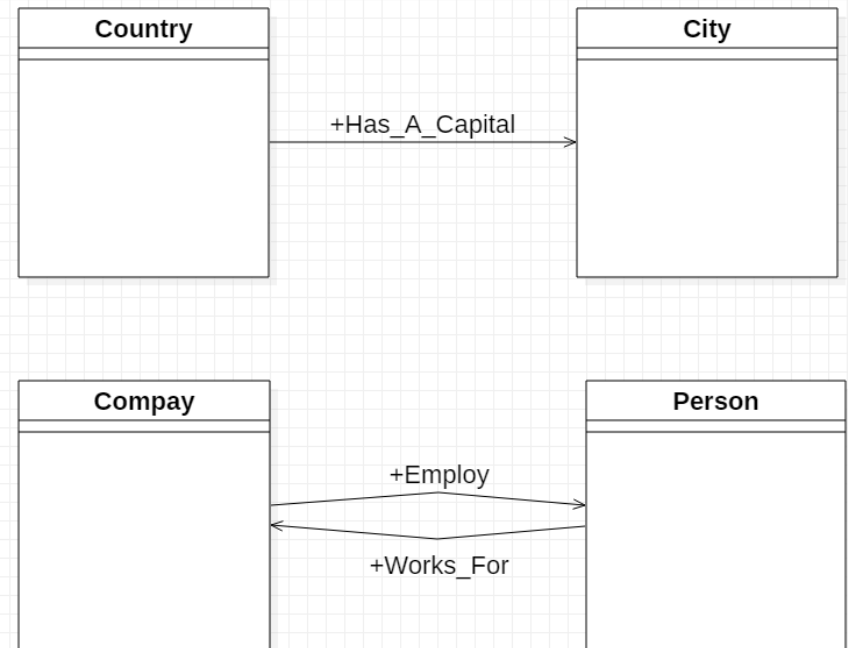 Country
City
+Has_A_Capital
Compay
Person
+Employ
+Works_For